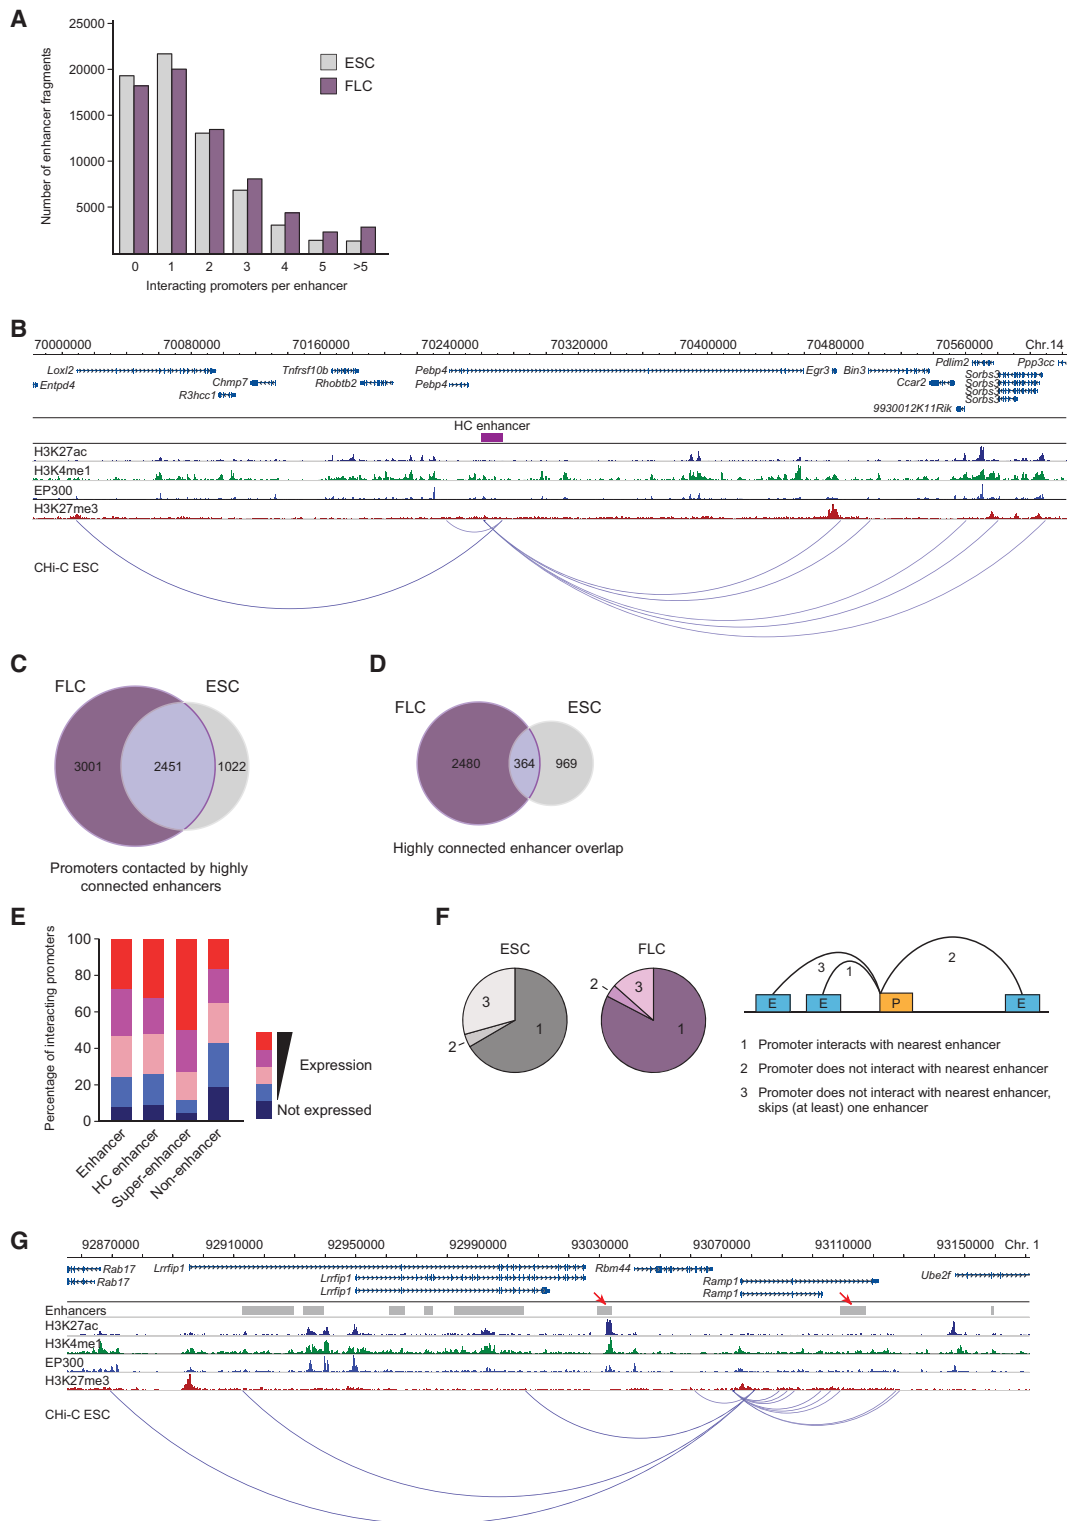 A
25000
20000
15000
10000
5000
Number of enhancer fragments
ESC
FLC
0 1 2 3 4 5 >5
Interacting promoters per enhancer
B
70000000 70080000 70160000 70240000 70320000 70400000 70480000 70560000 Chr.14
Loxl2 Tnfrsf10b Pebp4 Egr3 Bin3 Pdlim2 Ppp3cc
Entpd4 Chmp7 Rhobtb2 Pebp4 Ccar2 Sorbs3
Sorbs3
R3hcc1 Sorbs3
9930012K11Rik
HC enhancer
H3K27ac
H3K4me1
EP300
H3K27me3
CHi-C ESC
C
FLC ESC
3001 2451 1022
Promoters contacted by highly
connected enhancers
D
FLC ESC
2480 364 969
Highly connected enhancer overlap
E
Percentage of interacting promoters
100
80
60
40
20
0
Enhancer
HC enhancer
Super-enhancer
Non-enhancer
Expression
Not expressed
F
ESC FLC
3 1 2
2 3 1
3 1 2
E E P E
1 Promoter interacts with nearest enhancer
2 Promoter does not interact with nearest enhancer
3 Promoter does not interact with nearest enhancer,
skips (at least) one enhancer
G
92870000 92910000 92950000 92990000 93030000 93070000 93110000 93150000 Chr. 1
Rab17 Lrrfip1 Rbm44 Ube2f
Rab17 Lrrfip1 Ramp1
Lrrfip1 Ramp1
Enhancers
H3K27ac
H3K4me1
EP300
H3K27me3
CHi-C ESC